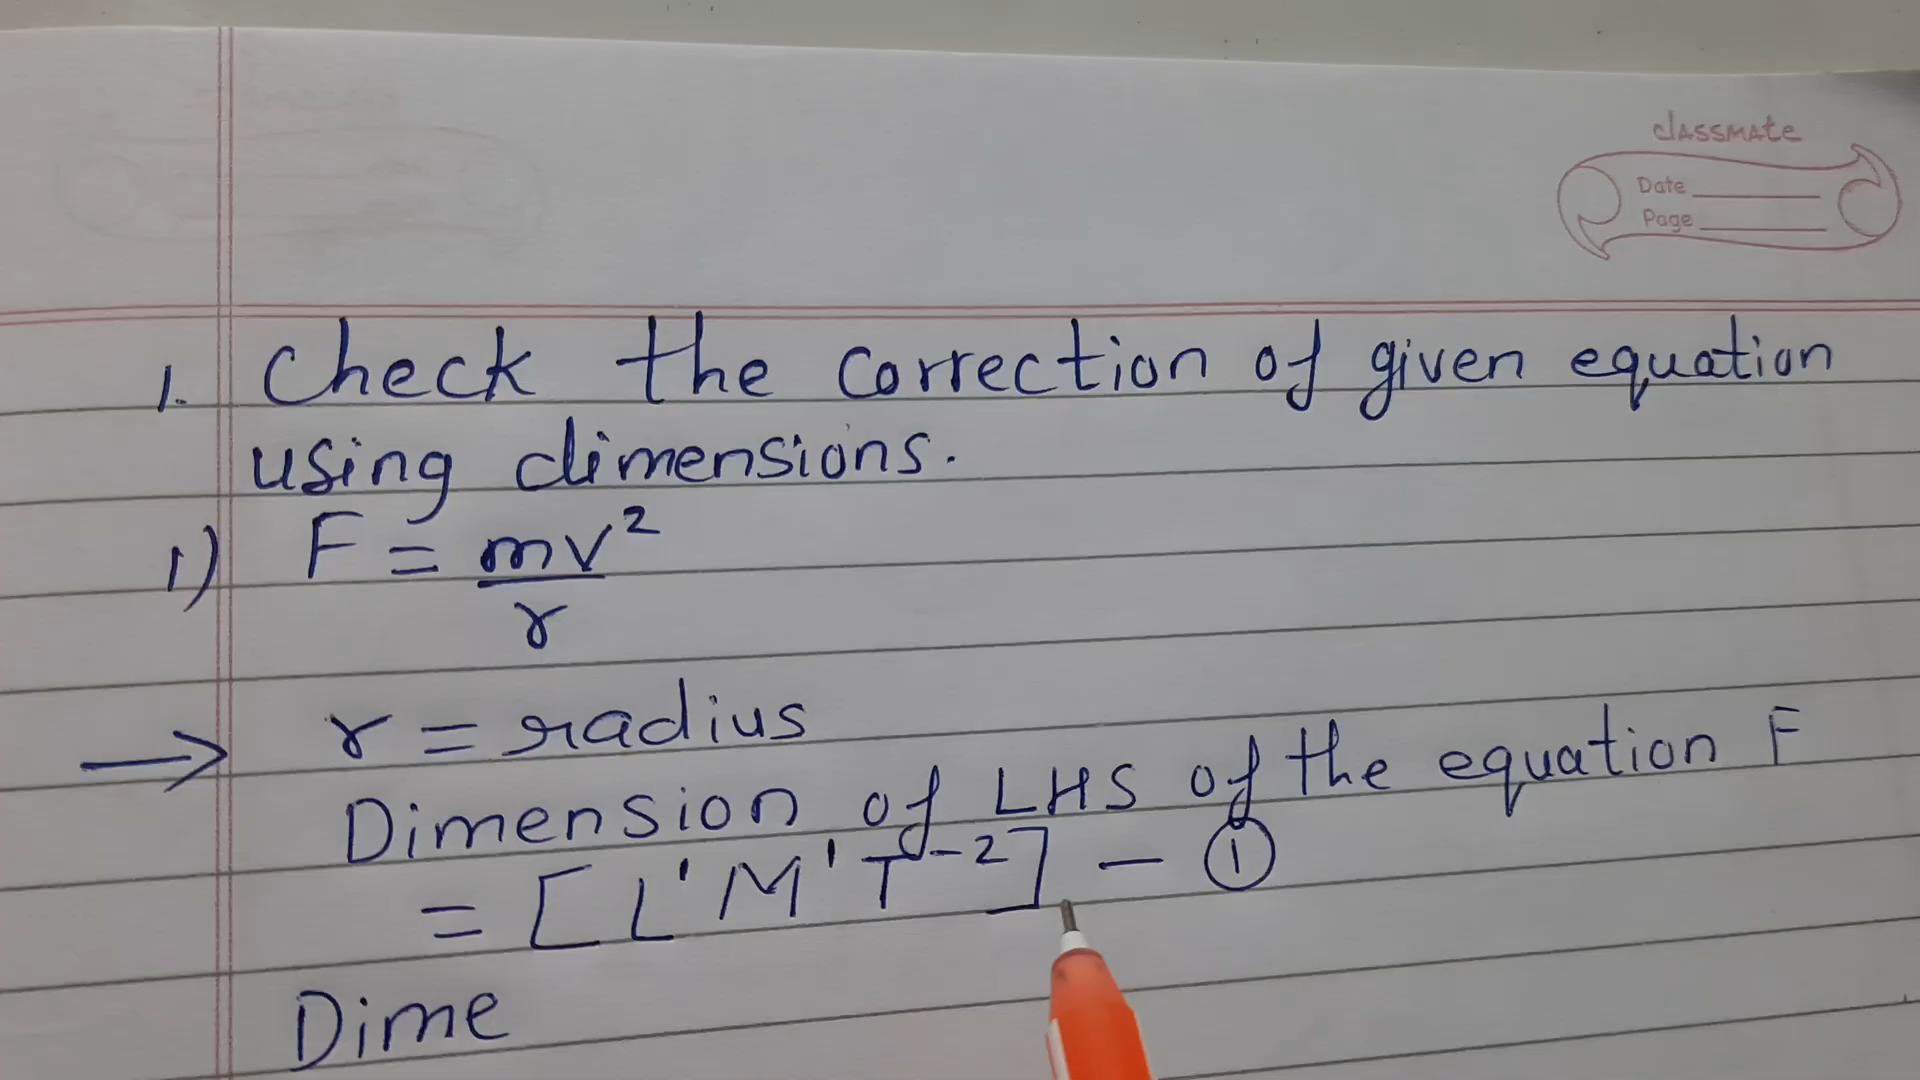 classmate
Date
Page
1. Check the correction of given equation
using dimensions.
1) F = mv²
r
→ r = radius
Dimension of LHS of the equation F
= [L¹M¹T⁻²] — ①
Dime